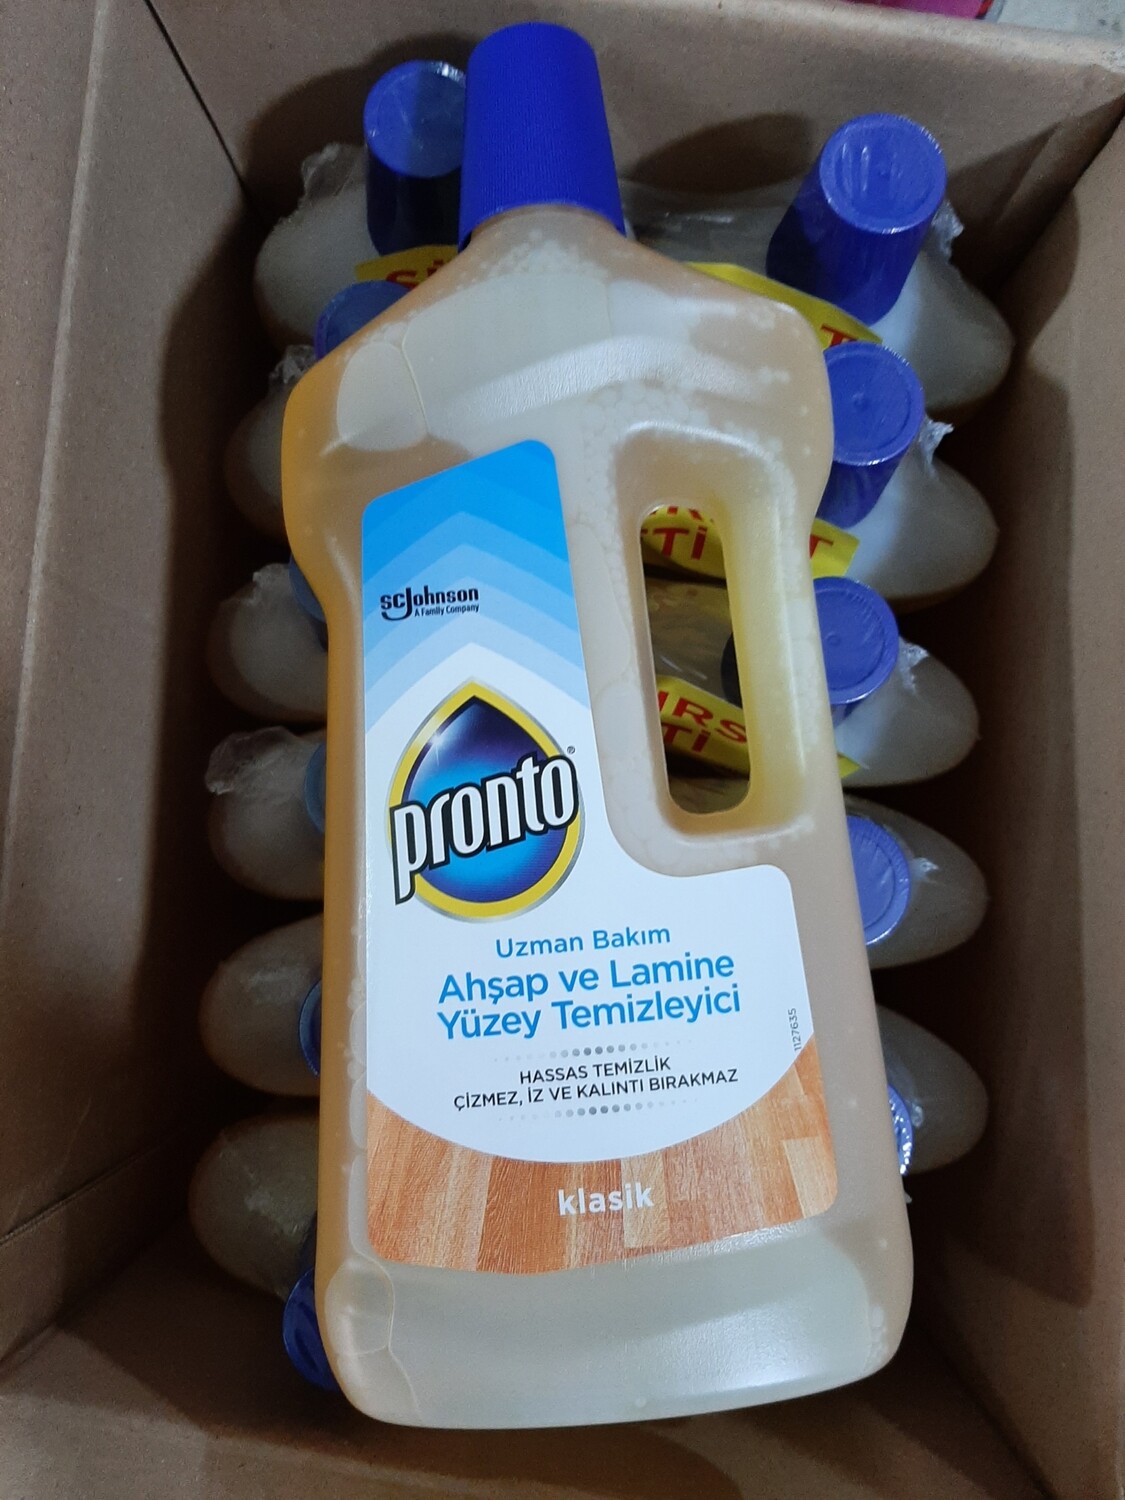 scjohnson
A Family Company
pronto®
Uzman Bakım
Ahşap ve Lamine
Yüzey Temizleyici
HASSAS TEMİZLİK
ÇİZMEZ, İZ VE KALINTI BIRAKMAZ
klasik
1127635